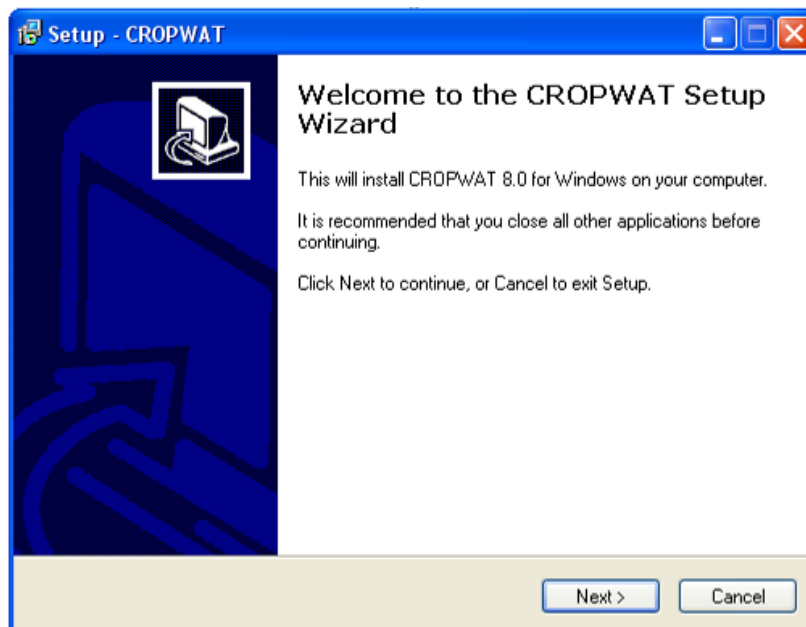 Setup - CROPWAT
Welcome to the CROPWAT Setup
Wizard
This will install CROPWAT 8.0 for Windows on your computer.
It is recommended that you close all other applications before
continuing.
Click Next to continue, or Cancel to exit Setup.
Next >
Cancel